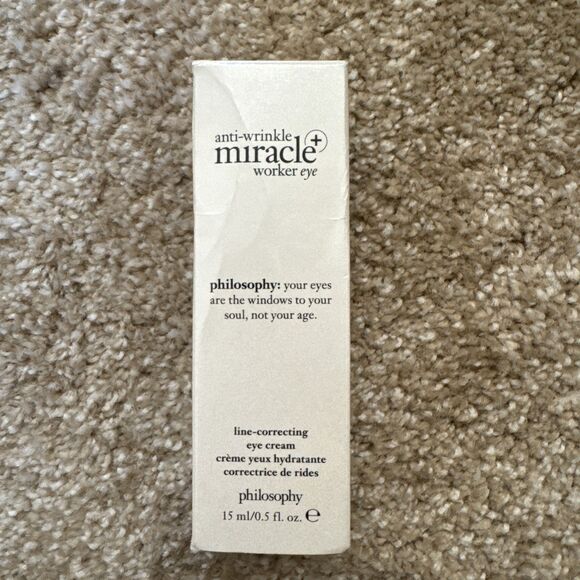 anti-wrinkle
miracle+
worker eye
philosophy: your eyes
are the windows to your
soul, not your age.
line-correcting
eye cream
crème yeux hydratante
correctrice de rides
philosophy
15 ml/0.5 fl. oz. ℮